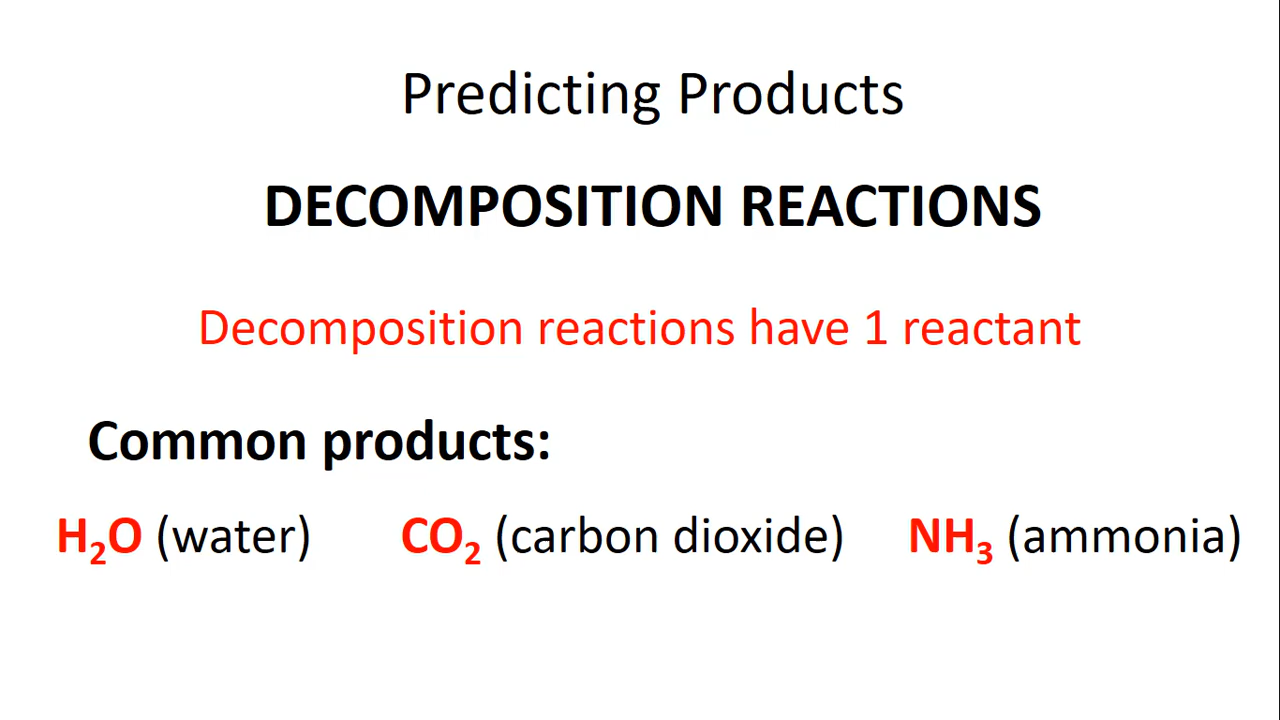 Predicting Products
DECOMPOSITION REACTIONS
Decomposition reactions have 1 reactant
Common products:
H₂O (water) CO₂ (carbon dioxide) NH₃ (ammonia)